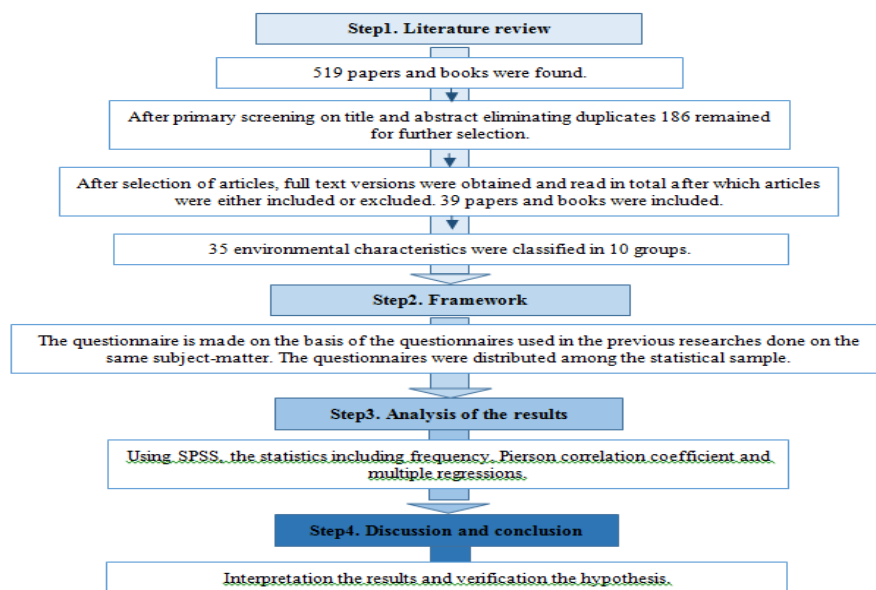 Step1. Literature review
519 papers and books were found.
After primary screening on title and abstract eliminating duplicates 186 remained
for further selection.
After selection of articles, full text versions were obtained and read in total after which articles
were either included or excluded. 39 papers and books were included.
35 environmental characteristics were classified in 10 groups.
Step2. Framework
The questionnaire is made on the basis of the questionnaires used in the previous researches done on the
same subject-matter. The questionnaires were distributed among the statistical sample.
Step3. Analysis of the results
Using SPSS, the statistics including frequency, Pierson correlation coefficient and
multiple regressions.
Step4. Discussion and conclusion
Interpretation the results and verification the hypothesis.